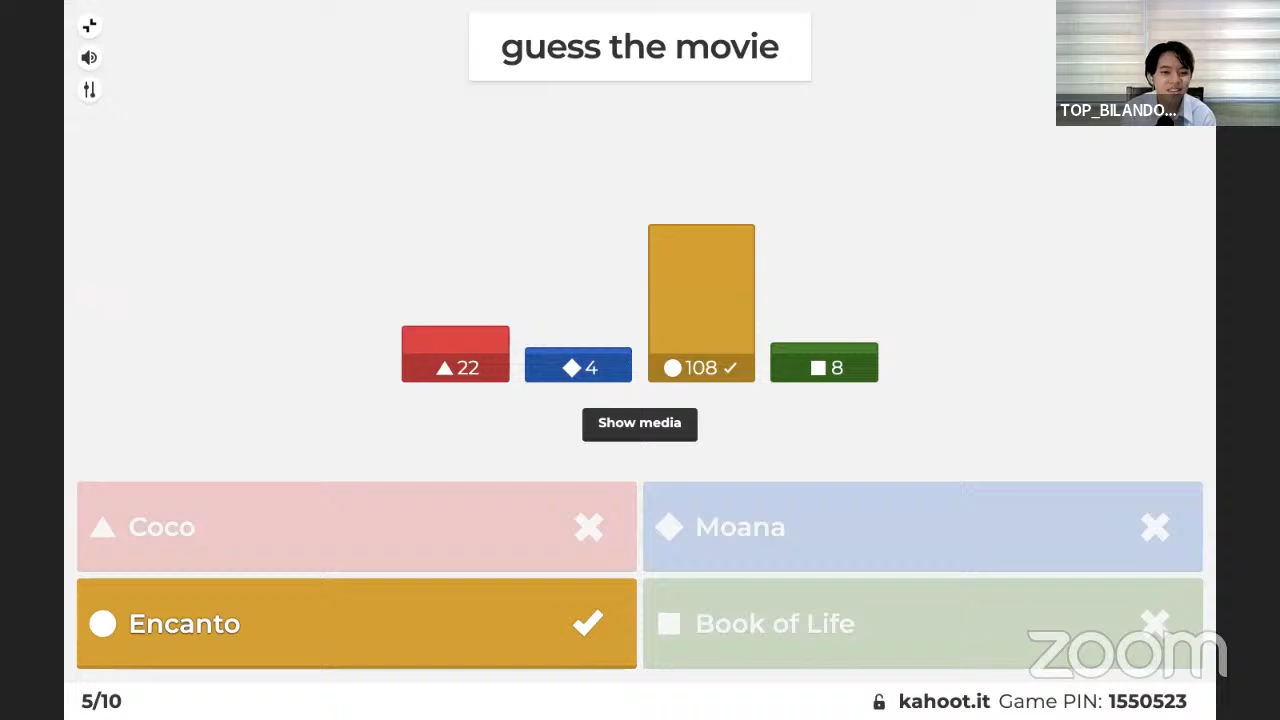 guess the movie
TOP_BILANDO...
22
4
108
8
Show media
Coco
Moana
Encanto
Book of Life
zoom
5/10
kahoot.it Game PIN: 1550523